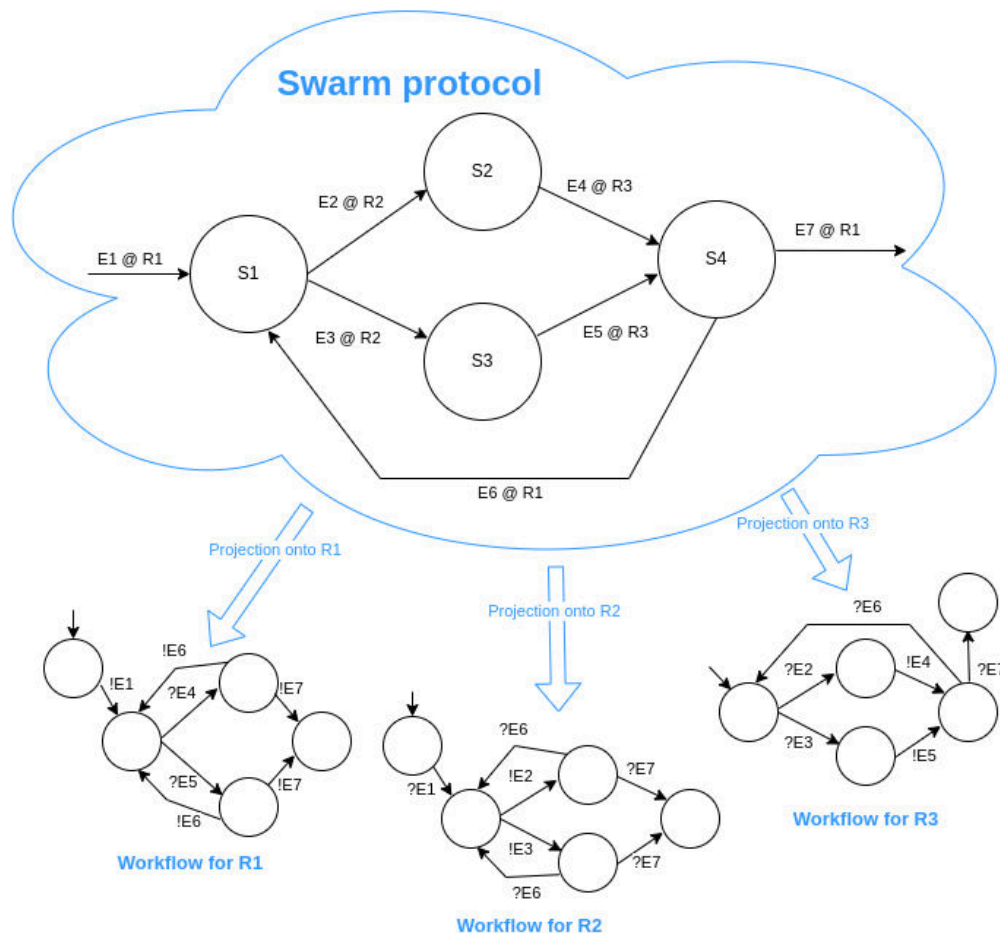 Swarm protocol
S2
E2 @ R2
E4 @ R3
E7 @ R1
E1 @ R1
S1
S4
E3 @ R2
S3
E5 @ R3
E6 @ R1
Projection onto R1
Projection onto R2
Projection onto R3
!E6
!E1
?E4
!E7
?E5
!E7
!E6
Workflow for R1
?E6
?E1
!E2
?E7
!E3
?E7
?E6
Workflow for R2
?E6
?E2
!E4
?E7
?E3
!E5
Workflow for R3